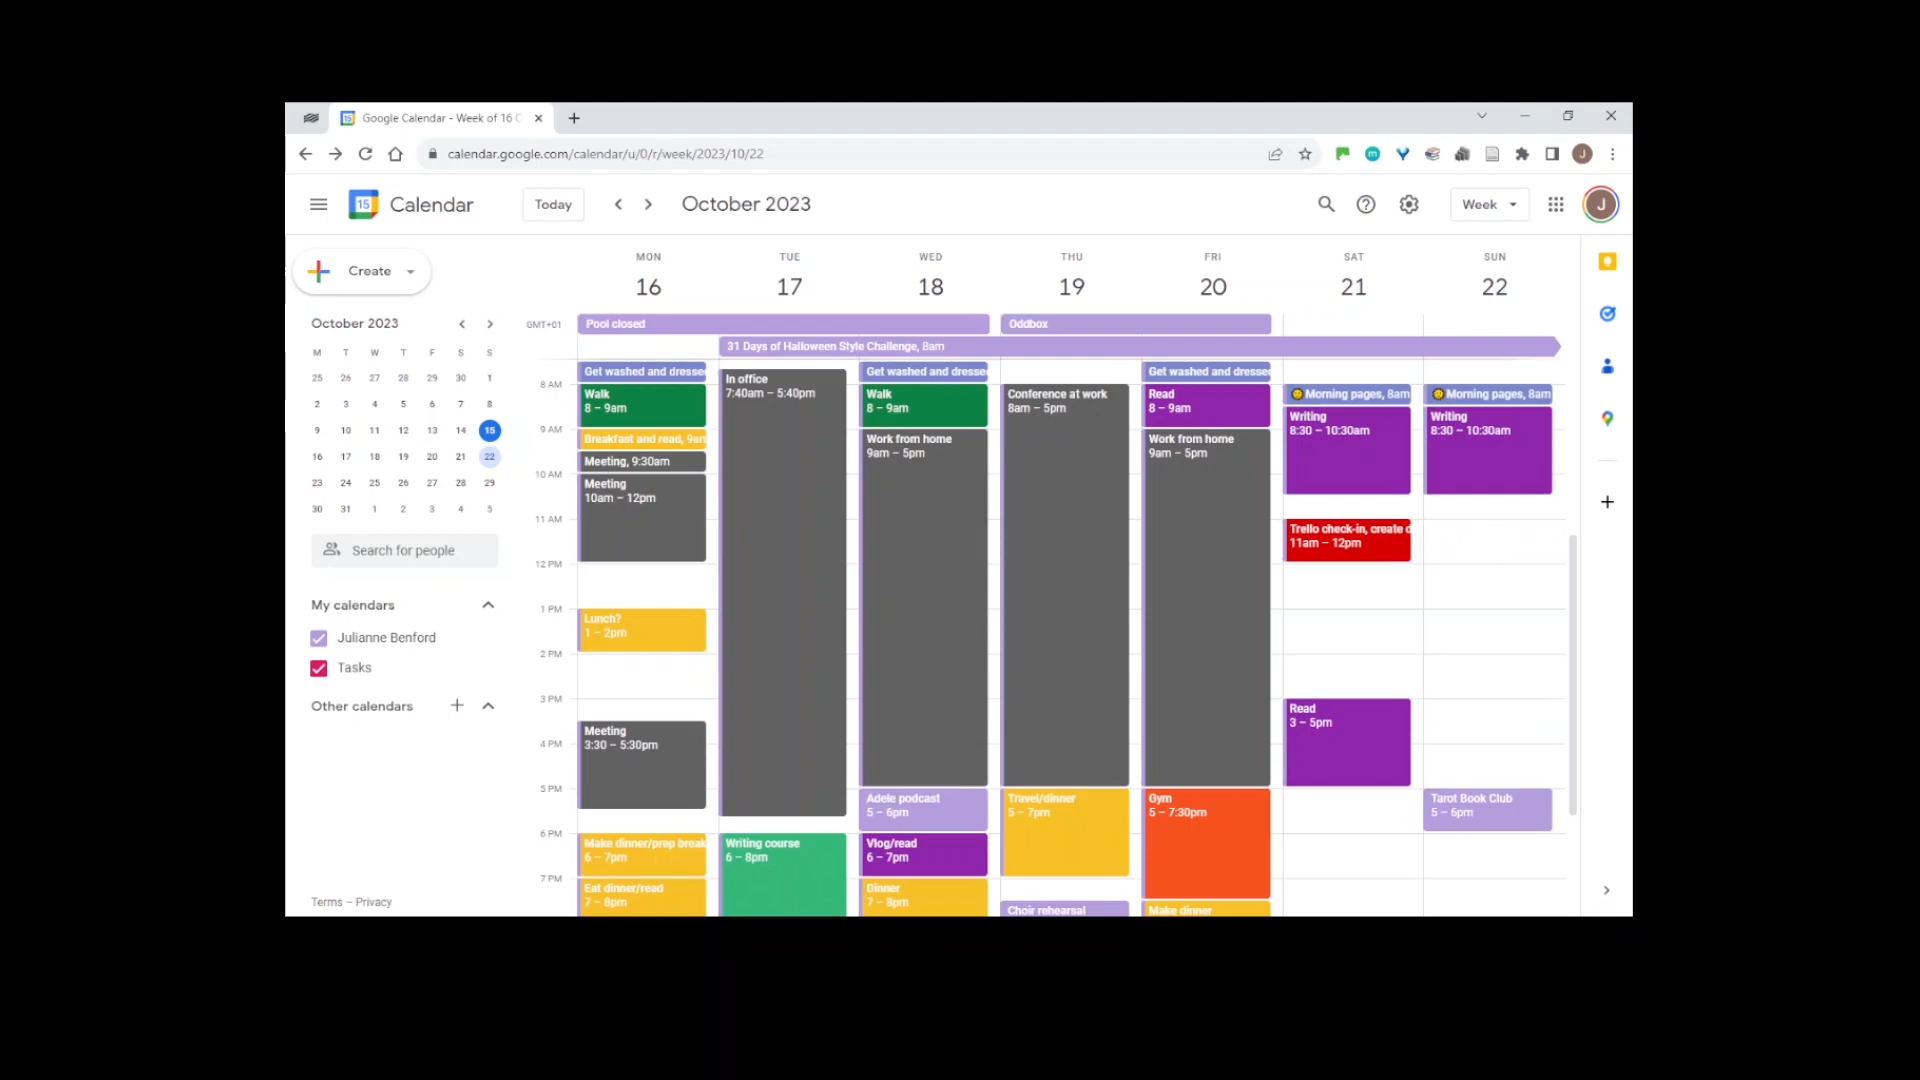 Google Calendar - Week of 16 O
calendar.google.com/calendar/u/0/r/week/2023/10/22
J
15
Calendar
Today
October 2023
Week
J
Create
October 2023
M T W T F S S
25 26 27 28 29 30 1
2 3 4 5 6 7 8
9 10 11 12 13 14 15
16 17 18 19 20 21 22
23 24 25 26 27 28 29
30 31 1 2 3 4 5
Search for people
My calendars
Julianne Benford
Tasks
Other calendars
Terms – Privacy
MON TUE WED THU FRI SAT SUN
16 17 18 19 20 21 22
GMT+01
Pool closed
Oddbox
31 Days of Halloween Style Challenge, 8am
8 AM
9 AM
10 AM
11 AM
12 PM
1 PM
2 PM
3 PM
4 PM
5 PM
6 PM
7 PM
Get washed and dressed
Walk
8 – 9am
Breakfast and read, 9am
Meeting, 9:30am
Meeting
10am – 12pm
Lunch?
1 – 2pm
Meeting
3:30 – 5:30pm
Make dinner/prep break
6 – 7pm
Eat dinner/read
7 – 8pm
In office
7:40am – 5:40pm
Writing course
6 – 8pm
Get washed and dressed
Walk
8 – 9am
Work from home
9am – 5pm
Adele podcast
5 – 6pm
Vlog/read
6 – 7pm
Dinner
7 – 8pm
Conference at work
8am – 5pm
Travel/dinner
5 – 7pm
Choir rehearsal
Get washed and dressed
Read
8 – 9am
Work from home
9am – 5pm
Gym
5 – 7:30pm
Make dinner
Morning pages, 8am
Writing
8:30 – 10:30am
Trello check-in, create d
11am – 12pm
Read
3 – 5pm
Morning pages, 8am
Writing
8:30 – 10:30am
Tarot Book Club
5 – 6pm